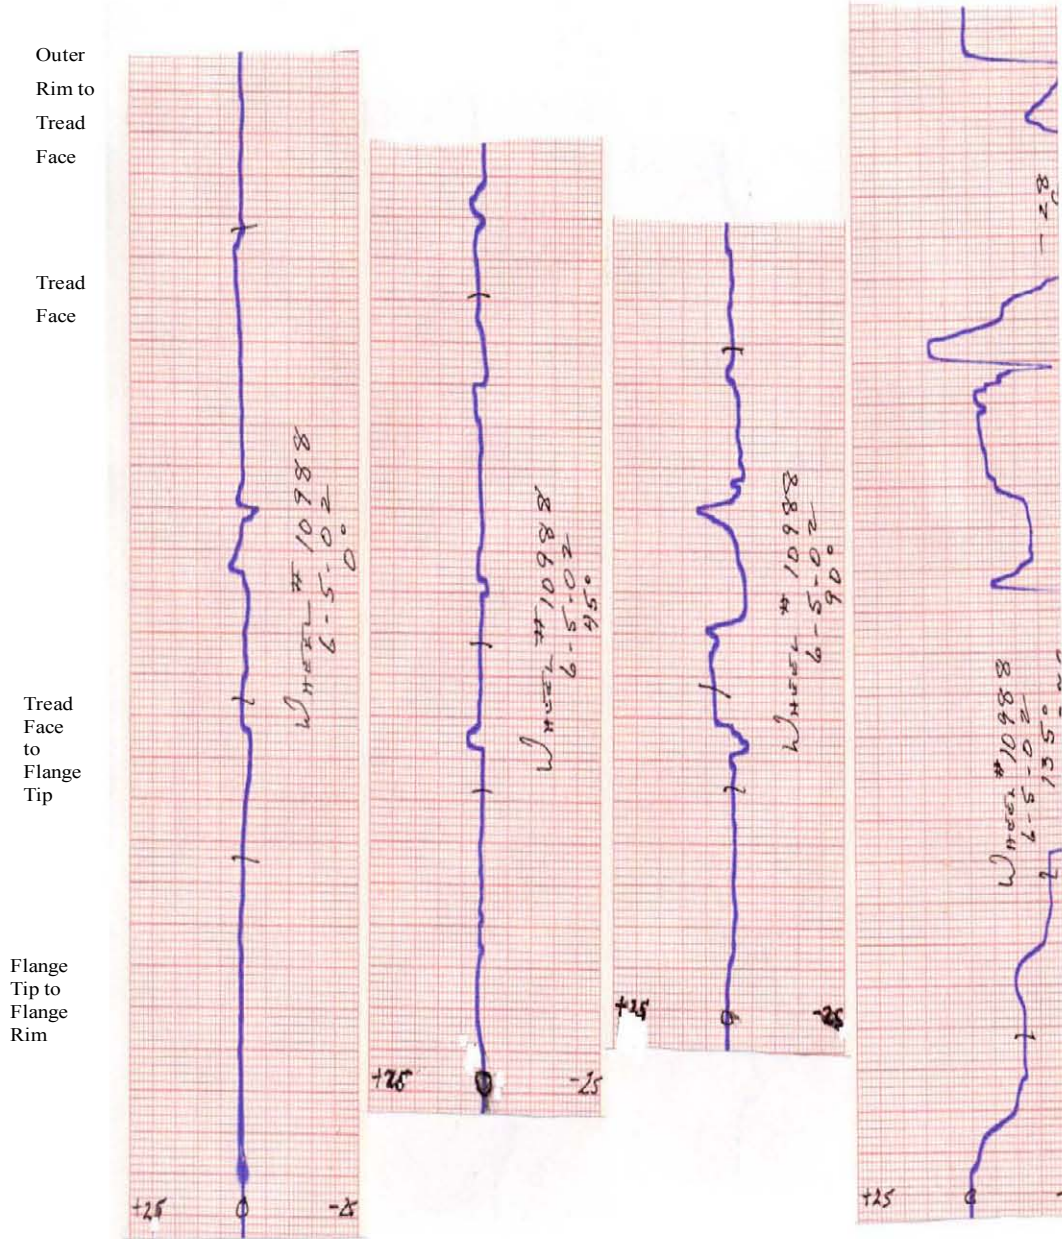 Outer
Rim to
Tread
Face
Tread
Face
Tread
Face
to
Flange
Tip
Flange
Tip to
Flange
Rim
WHEEL # 10988
6-5-02
0°
+25 0 -25
WHEEL # 10988
6-5-02
45°
+25 0 -25
WHEEL # 10988
6-5-02
90°
+25 0 -25
WHEEL # 10988
6-5-02
135°
+25 0